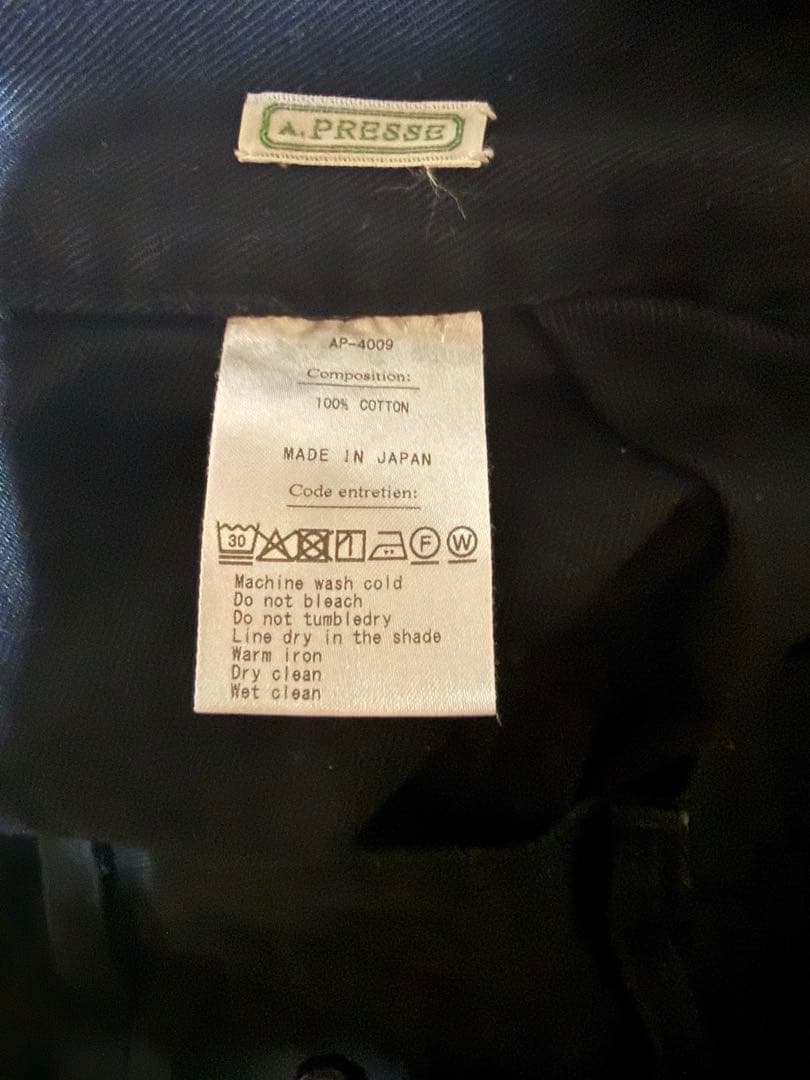 A. PRESSE
AP-4009
Composition:
100% COTTON
MADE IN JAPAN
Code entretien:
30 F W
Machine wash cold
Do not bleach
Do not tumbledry
Line dry in the shade
Warm iron
Dry clean
Wet clean